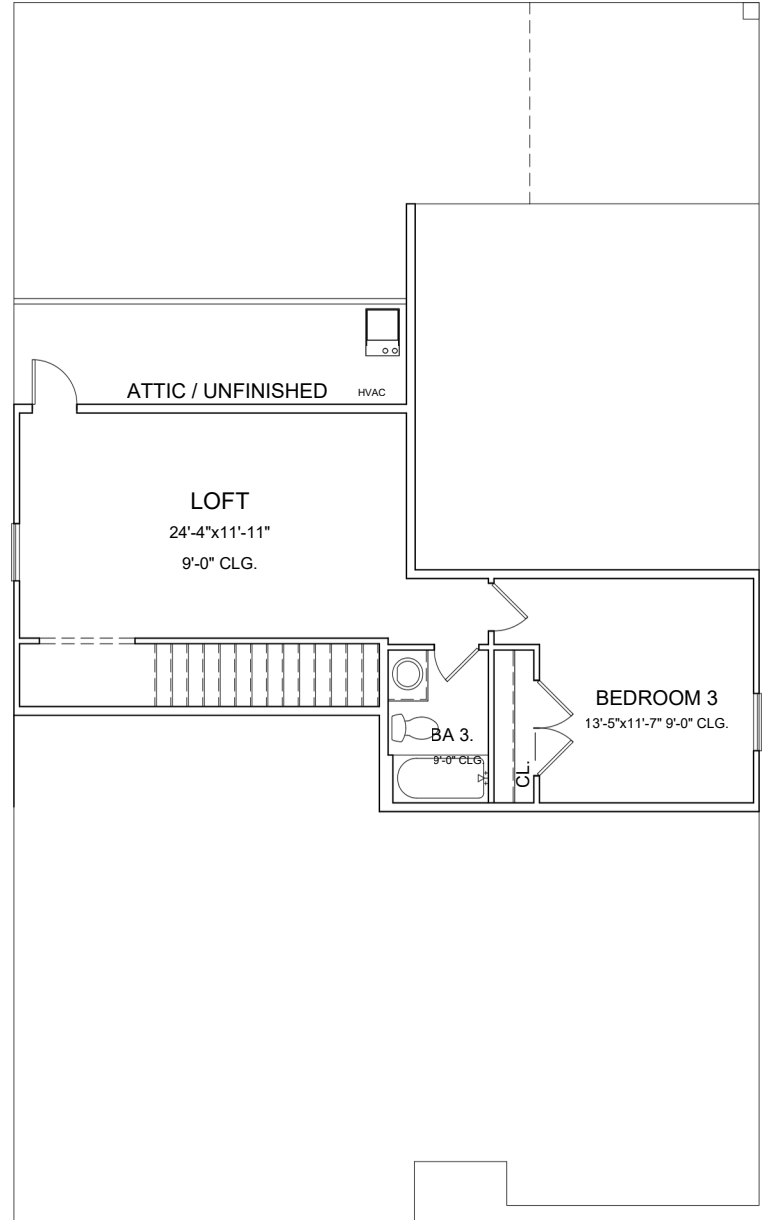 ATTIC / UNFINISHED
HVAC
LOFT
24'-4"x11'-11"
9'-0" CLG.
BEDROOM 3
13'-5"x11'-7" 9'-0" CLG.
BA 3.
9'-0" CLG.
CL.